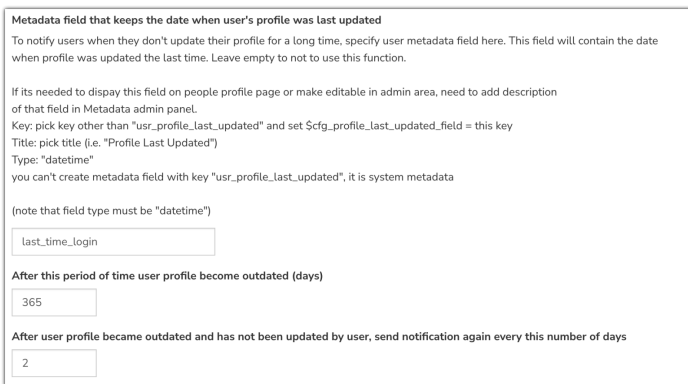 Metadata field that keeps the date when user's profile was last updated
To notify users when they don't update their profile for a long time, specify user metadata field here. This field will contain the date
when profile was updated the last time. Leave empty to not to use this function.
If its needed to dispay this field on people profile page or make editable in admin area, need to add description
of that field in Metadata admin panel.
Key: pick key other than "usr_profile_last_updated" and set $cfg_profile_last_updated_field = this key
Title: pick title (i.e. "Profile Last Updated")
Type: "datetime"
you can't create metadata field with key "usr_profile_last_updated", it is system metadata
(note that field type must be "datetime")
last_time_login
After this period of time user profile become outdated (days)
365
After user profile became outdated and has not been updated by user, send notification again every this number of days
2